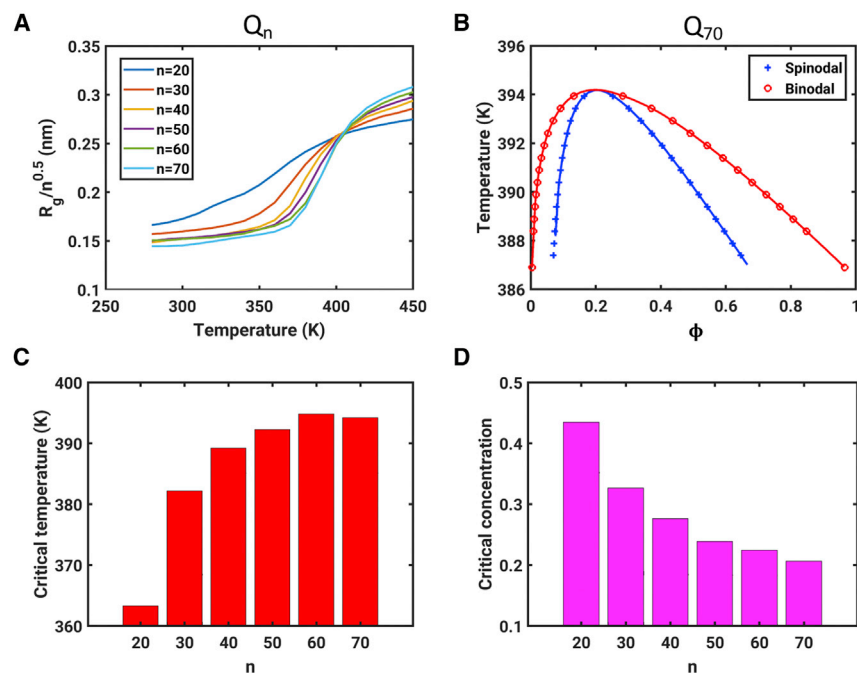 A
Qn
0.35
0.3
0.25
0.2
0.15
0.1
250
300
350
400
450
Rg/n0.5 (nm)
Temperature (K)
n=20
n=30
n=40
n=50
n=60
n=70
B
Q70
396
394
392
390
388
386
0
0.2
0.4
0.6
0.8
1
Temperature (K)
ϕ
Spinodal
Binodal
C
400
390
380
370
360
20
30
40
50
60
70
Critical temperature (K)
n
D
0.5
0.4
0.3
0.2
0.1
20
30
40
50
60
70
Critical concentration
n